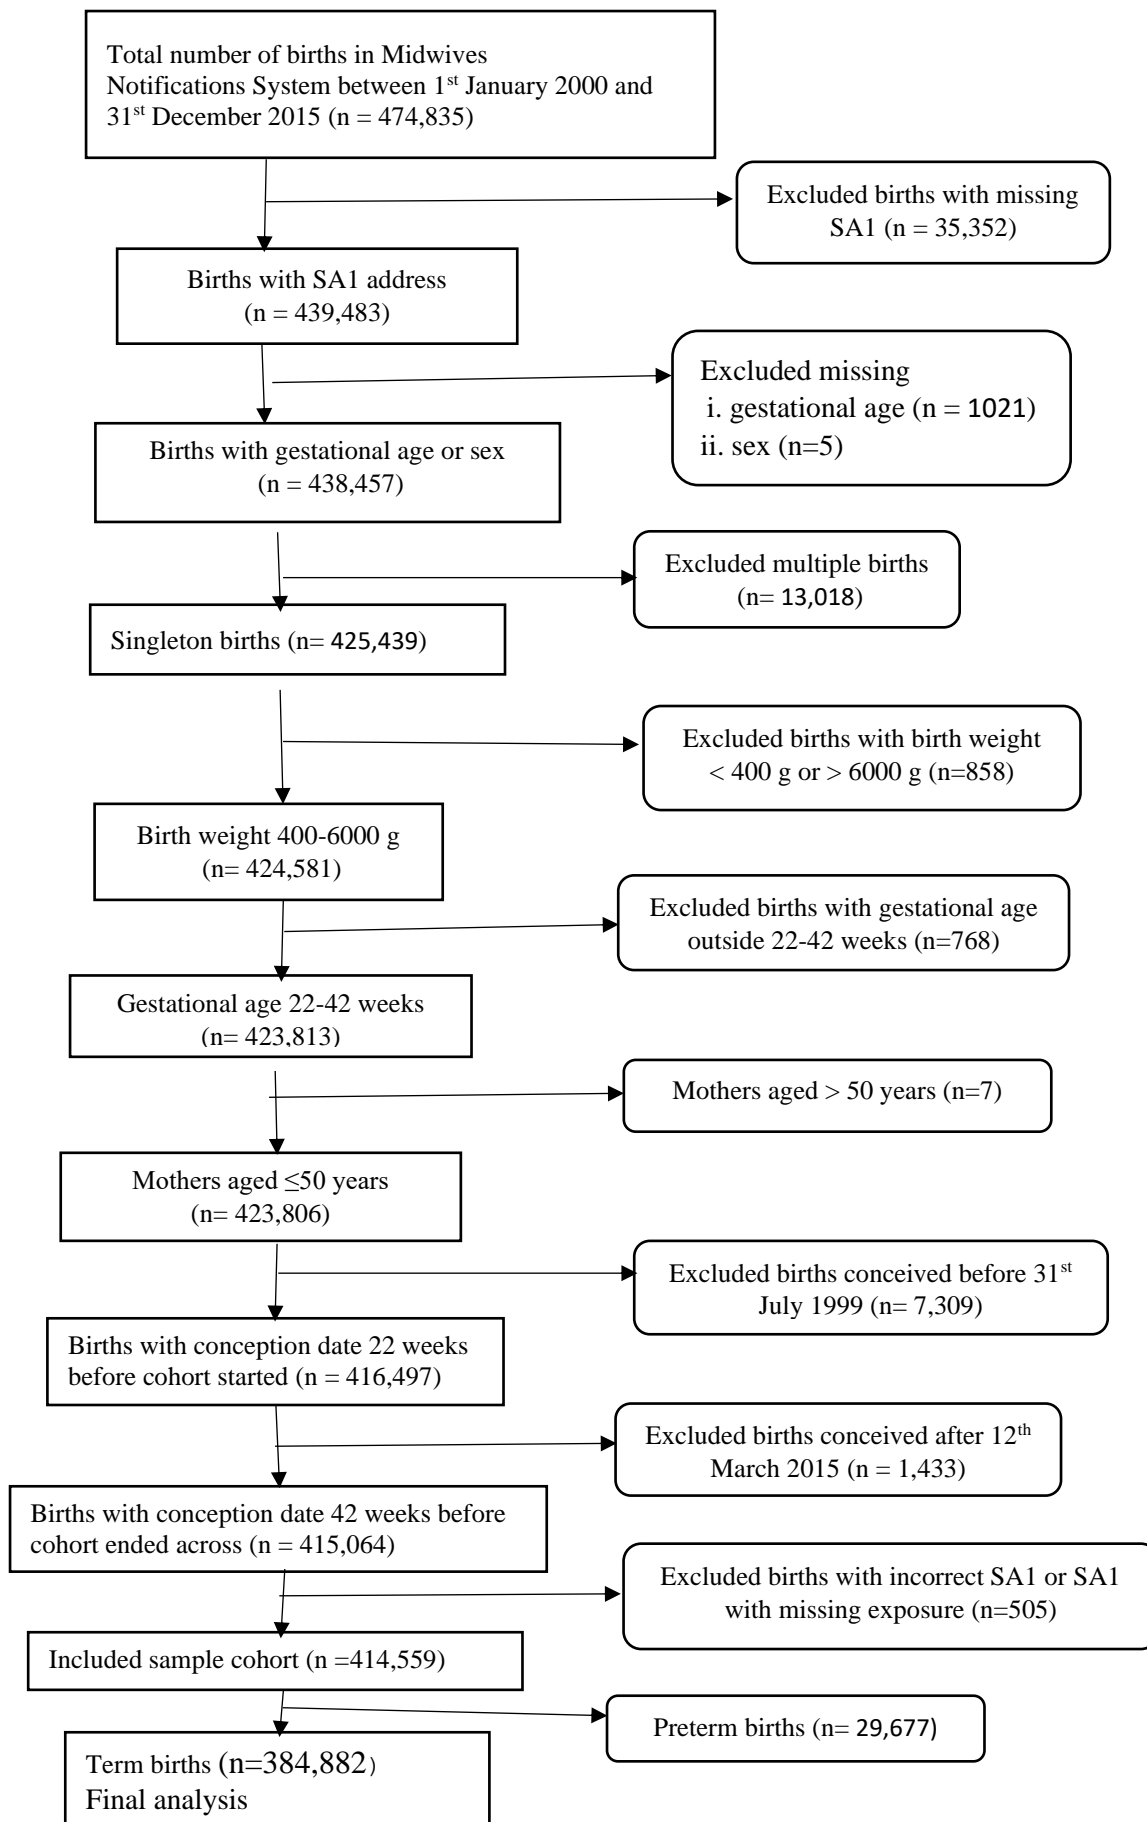 Total number of births in Midwives
Notifications System between 1st January 2000 and
31st December 2015 (n = 474,835)
Excluded births with missing
SA1 (n = 35,352)
Births with SA1 address
(n = 439,483)
Excluded missing
i. gestational age (n = 1021)
ii. sex (n=5)
Births with gestational age or sex
(n = 438,457)
Excluded multiple births
(n= 13,018)
Singleton births (n= 425,439)
Excluded births with birth weight
< 400 g or > 6000 g (n=858)
Birth weight 400-6000 g
(n= 424,581)
Excluded births with gestational age
outside 22-42 weeks (n=768)
Gestational age 22-42 weeks
(n= 423,813)
Mothers aged > 50 years (n=7)
Mothers aged ≤50 years
(n= 423,806)
Excluded births conceived before 31st
July 1999 (n= 7,309)
Births with conception date 22 weeks
before cohort started (n = 416,497)
Excluded births conceived after 12th
March 2015 (n = 1,433)
Births with conception date 42 weeks before
cohort ended across (n = 415,064)
Excluded births with incorrect SA1 or SA1
with missing exposure (n=505)
Included sample cohort (n =414,559)
Preterm births (n= 29,677)
Term births (n=384,882)
Final analysis